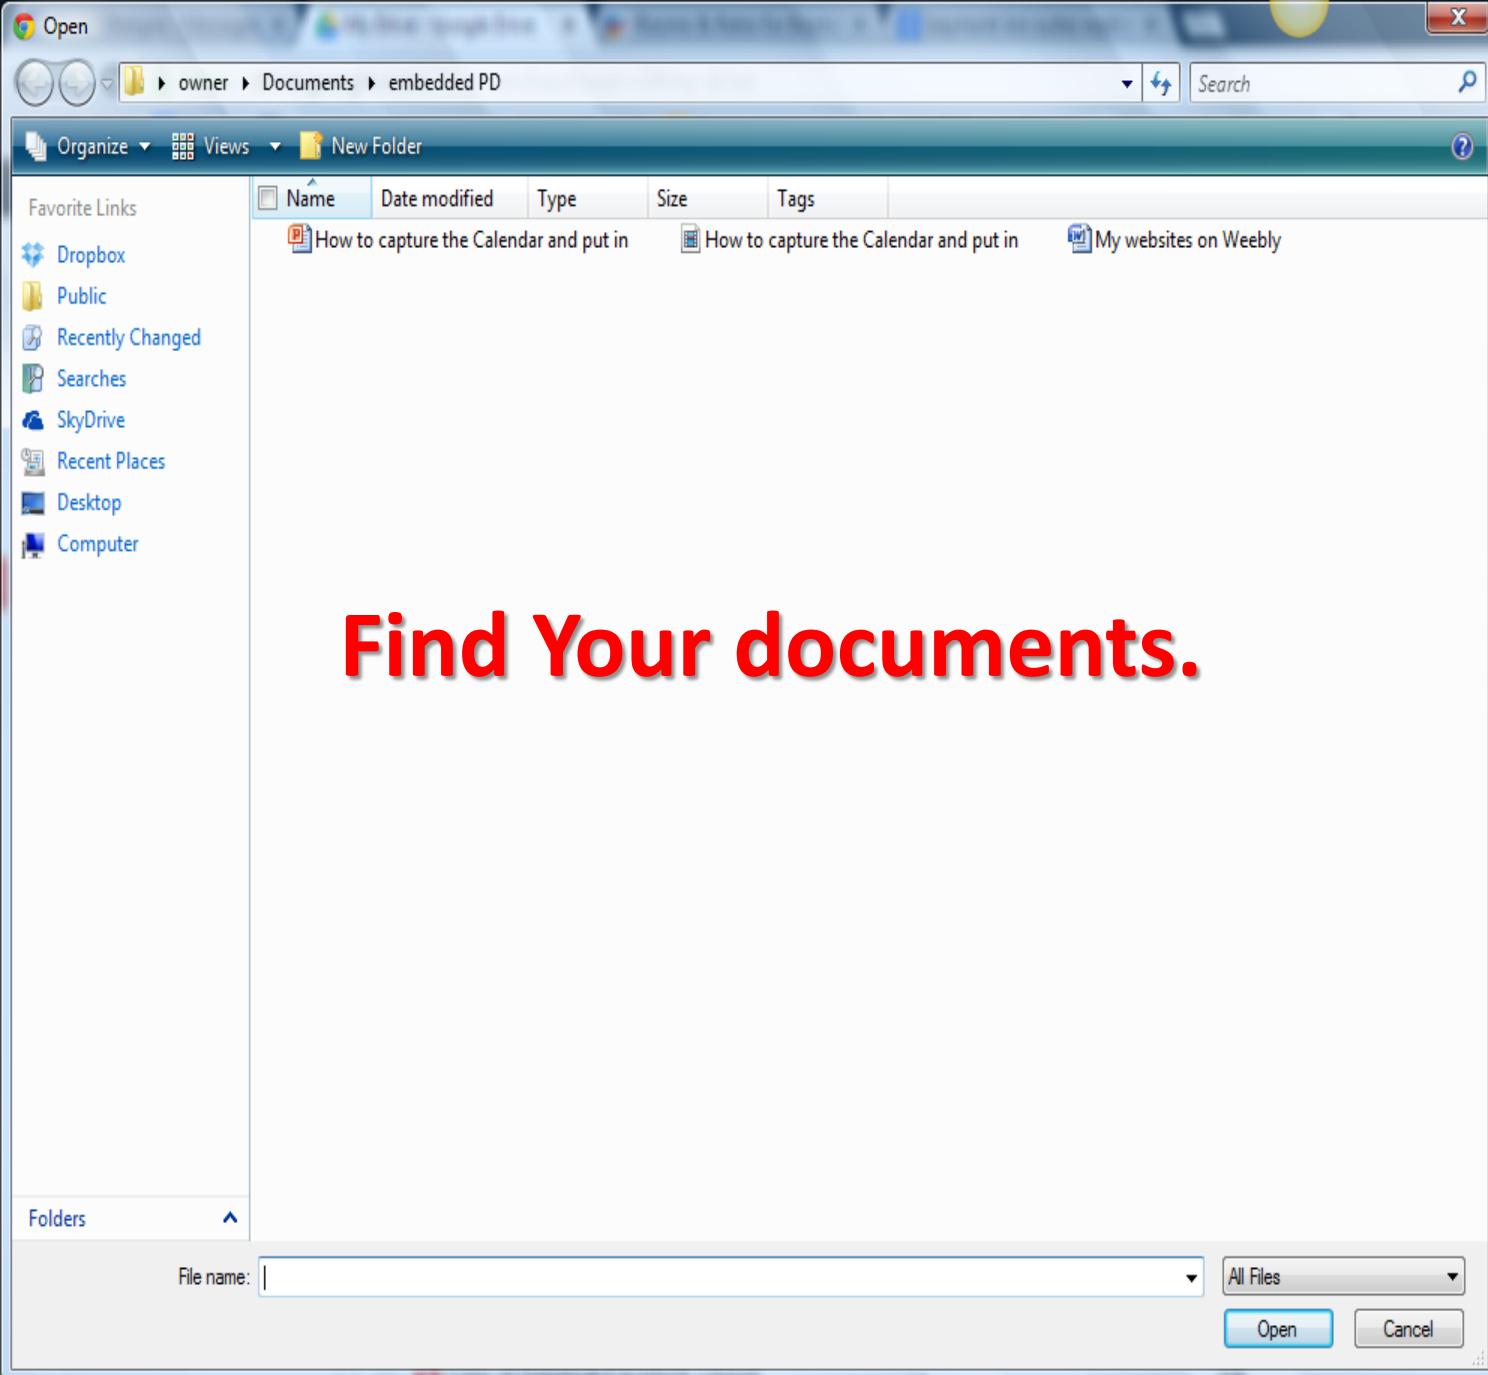 Open
owner Documents embedded PD Search
Organize Views New Folder
Favorite Links
Dropbox
Public
Recently Changed
Searches
SkyDrive
Recent Places
Desktop
Computer
Name Date modified Type Size Tags
How to capture the Calendar and put in How to capture the Calendar and put in My websites on Weebly
Find Your documents.
Folders
File name: All Files
Open Cancel